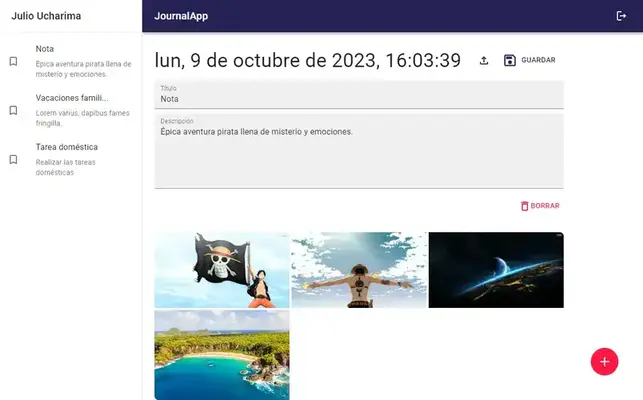 Julio Ucharima
JournalApp
Nota
Épica aventura pirata llena de
misterio y emociones.
Vacaciones famili...
Lorem varius, dapibus fames
fringilla.
Tarea doméstica
Realizar las tareas
domésticas
lun, 9 de octubre de 2023, 16:03:39
GUARDAR
Título
Nota
Descripción
Épica aventura pirata llena de misterio y emociones.
BORRAR